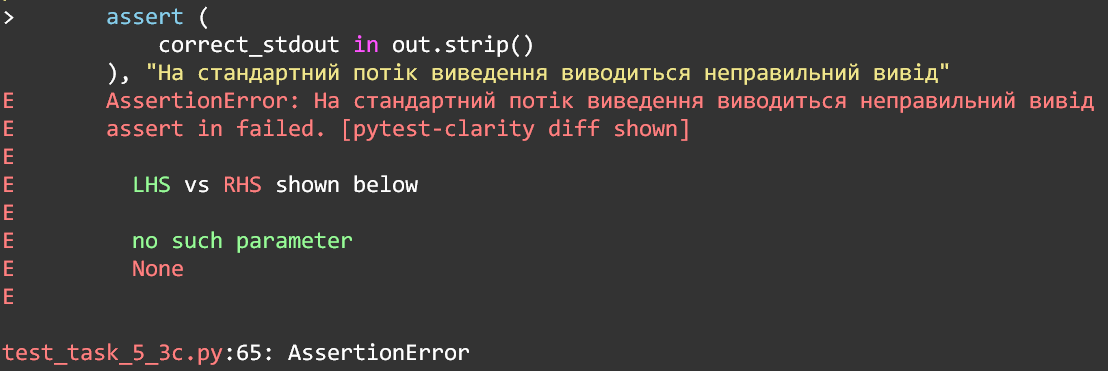 > assert (
correct_stdout in out.strip()
), "На стандартний потік виведення виводиться неправильний вивід"
E AssertionError: На стандартний потік виведення виводиться неправильний вивід
E assert in failed. [pytest-clarity diff shown]
E
E LHS vs RHS shown below
E
E no such parameter
E None
E
test_task_5_3c.py:65: AssertionError